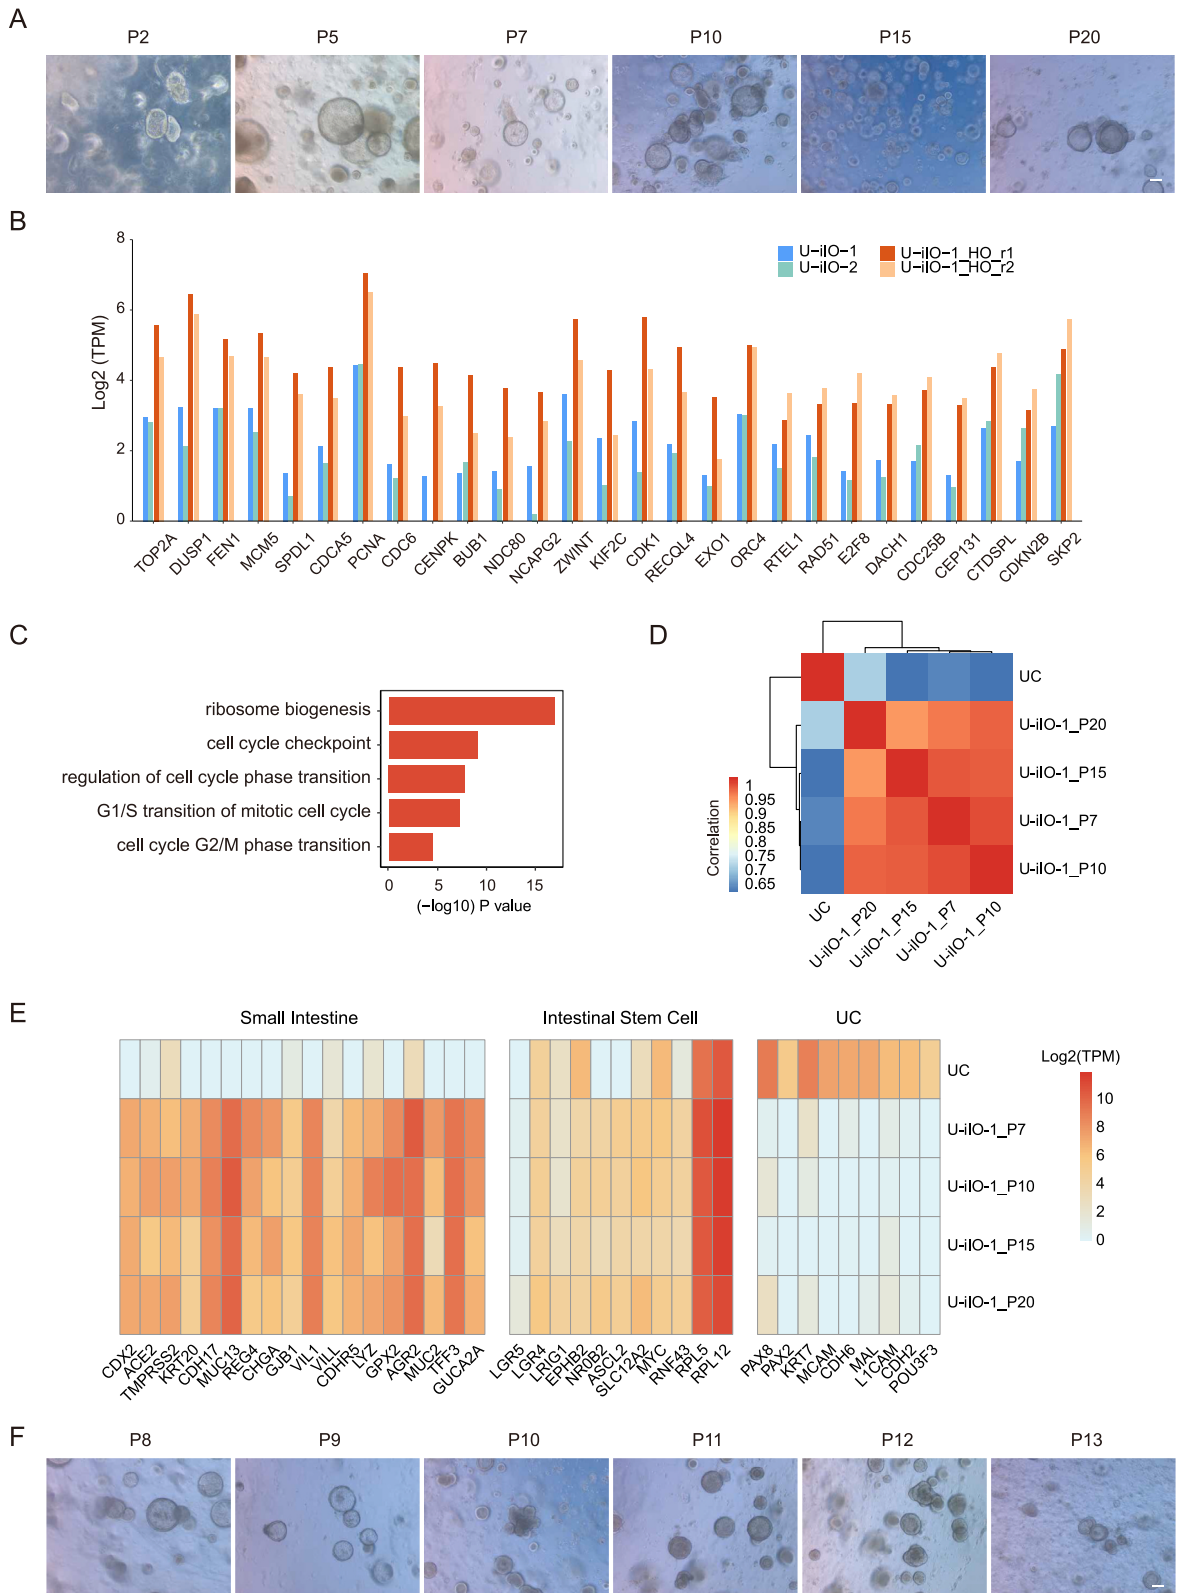 A
P2 P5 P7 P10 P15 P20
B
8
6
4
2
0
Log2 (TPM)
U-iIO-1 U-iIO-1_HO_r1
U-iIO-2 U-iIO-1_HO_r2
TOP2A DUSP1 FEN1 MCM5 SPDL1 CDCA5 PCNA CDC6 CENPK BUB1 NDC80 NCAPG2 ZWINT KIF2C CDK1 RECQL4 EXO1 ORC4 RTEL1 RAD51 E2F8 DACH1 CDC25B CEP131 CTDSPL CDKN2B SKP2
C
ribosome biogenesis
cell cycle checkpoint
regulation of cell cycle phase transition
G1/S transition of mitotic cell cycle
cell cycle G2/M phase transition
0 5 10 15
(−log10) P value
D
UC
U-iIO-1_P20
U-iIO-1_P15
U-iIO-1_P7
U-iIO-1_P10
Correlation
1
0.95
0.9
0.85
0.8
0.75
0.7
0.65
UC U-iIO-1_P20 U-iIO-1_P15 U-iIO-1_P7 U-iIO-1_P10
E
Small Intestine Intestinal Stem Cell UC
UC
U-iIO-1_P7
U-iIO-1_P10
U-iIO-1_P15
U-iIO-1_P20
Log2(TPM)
10
8
6
4
2
0
CDX2 ACE2 TMPRSS2 KRT20 CDH17 MUC13 REG4 CHGA GJB1 VIL1 VILL CDHR5 LYZ GPX2 AGR2 MUC2 TFF3 GUCA2A
LGR5 LGR4 LRIG1 EPHB2 NR0B2 ASCL2 SLC12A2 MYC RNF43 RPL5 RPL12
PAX8 PAX2 KRT7 MCAM CDH6 MAL L1CAM CDH2 POU3F3
F
P8 P9 P10 P11 P12 P13